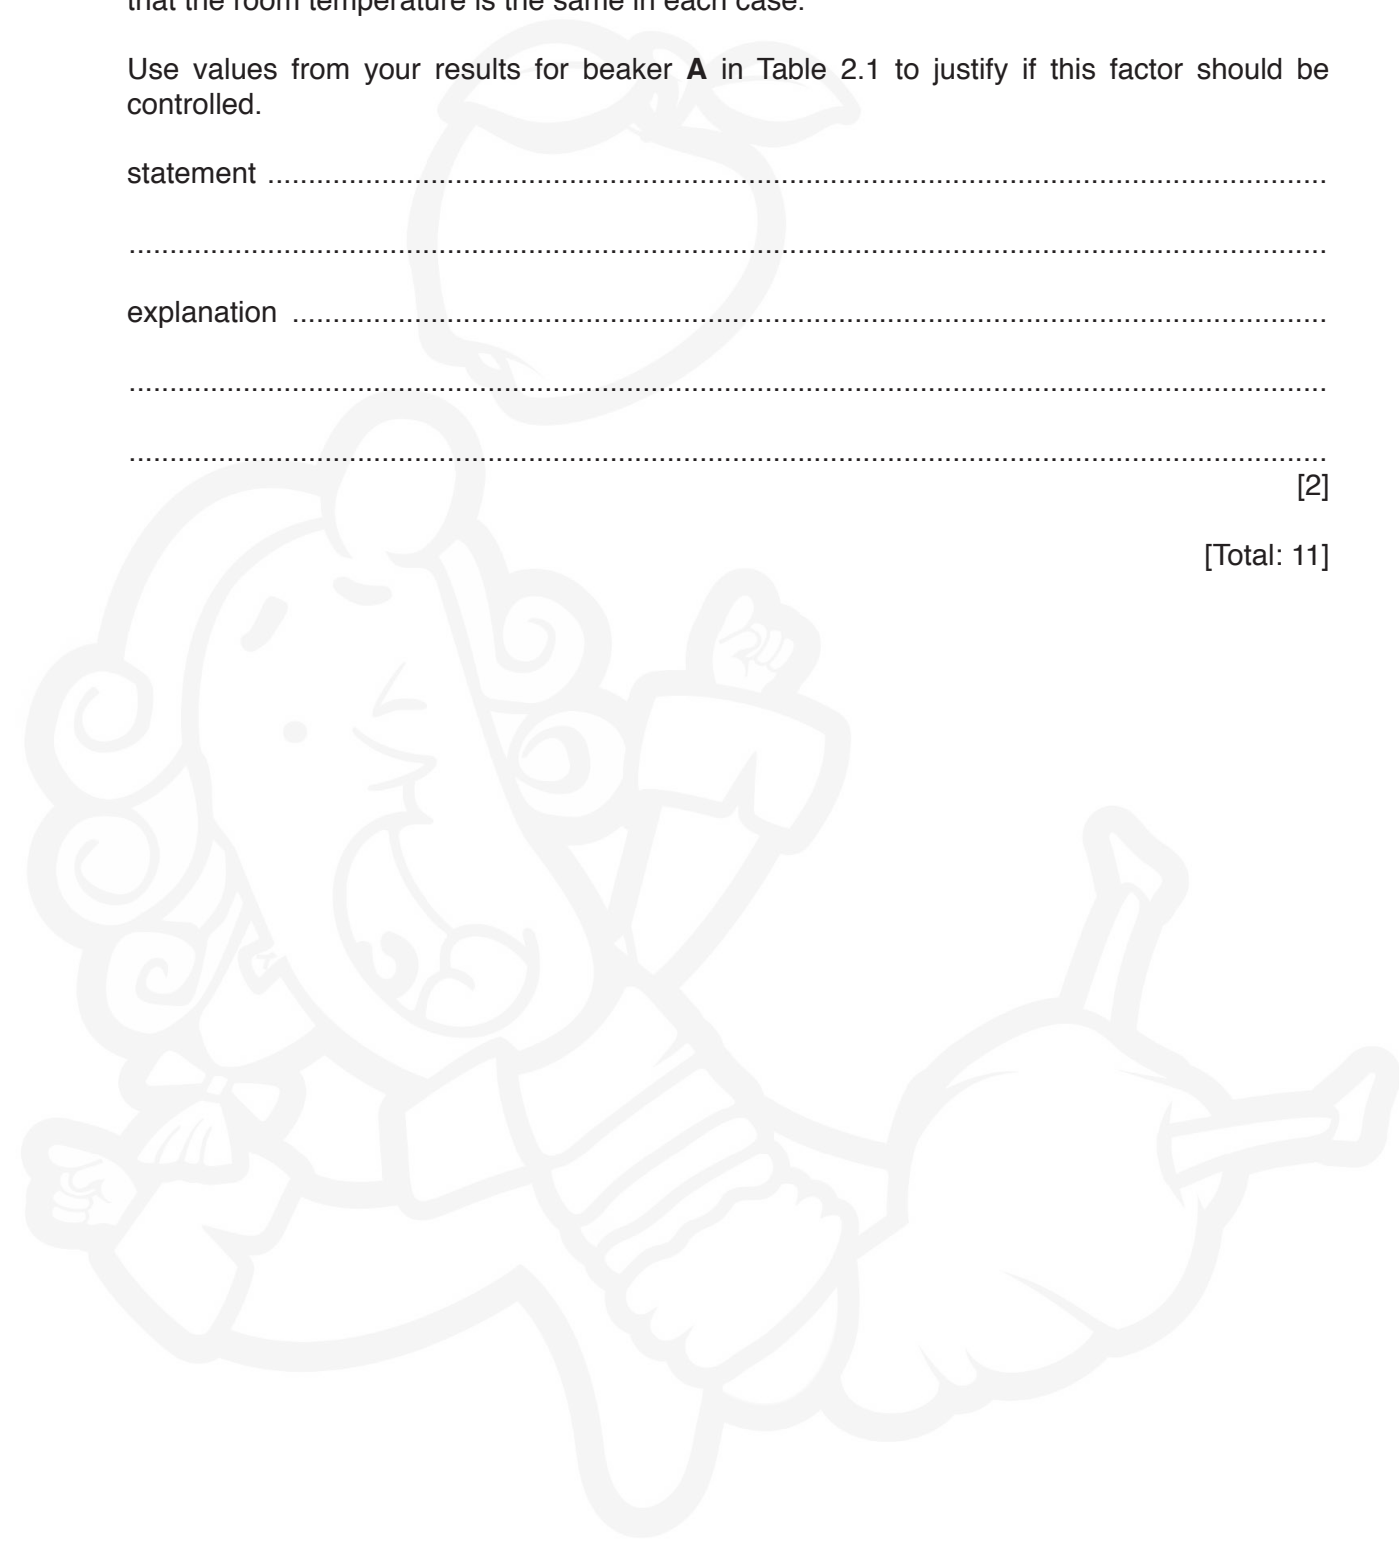 that the room temperature is the same in each case.
Use values from your results for beaker A in Table 2.1 to justify if this factor should be
controlled.
statement ................................................................................................................................
................................................................................................................................
explanation ................................................................................................................................
................................................................................................................................
................................................................................................................................
[2]
[Total: 11]